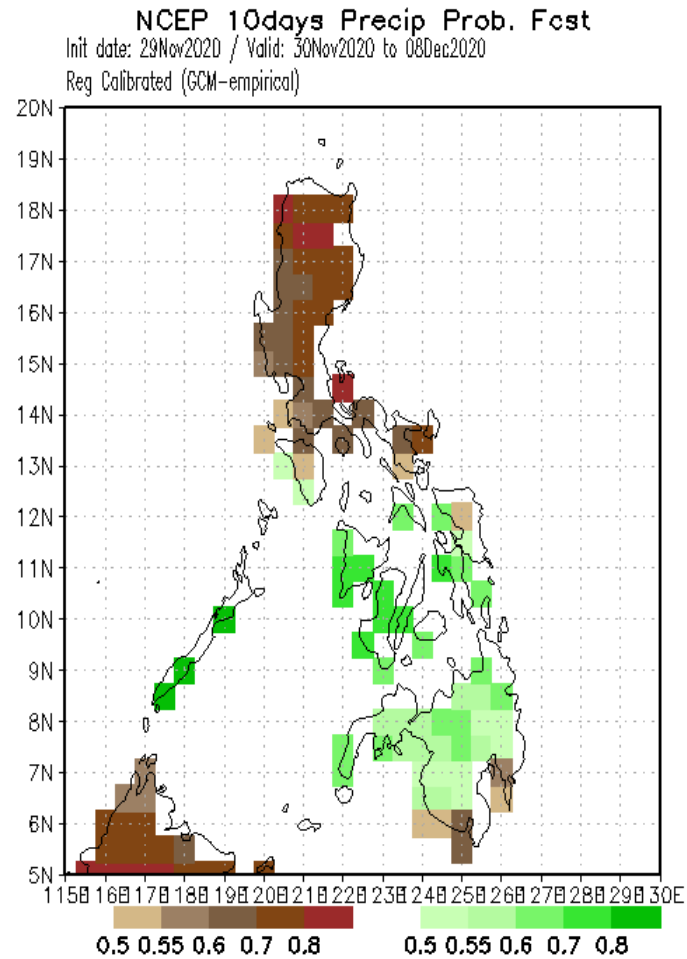 NCEP 10days Precip Prob. Fcst
Init date: 29Nov2020 / Valid: 30Nov2020 to 08Dec2020
Reg Calibrated (GCM-empirical)
20N
19N
18N
17N
16N
15N
14N
13N
12N
11N
10N
9N
8N
7N
6N
5N
115E 116E 117E 118E 119E 120E 121E 122E 123E 124E 125E 126E 127E 128E 129E 130E
0.5 0.55 0.6 0.7 0.8 0.5 0.55 0.6 0.7 0.8